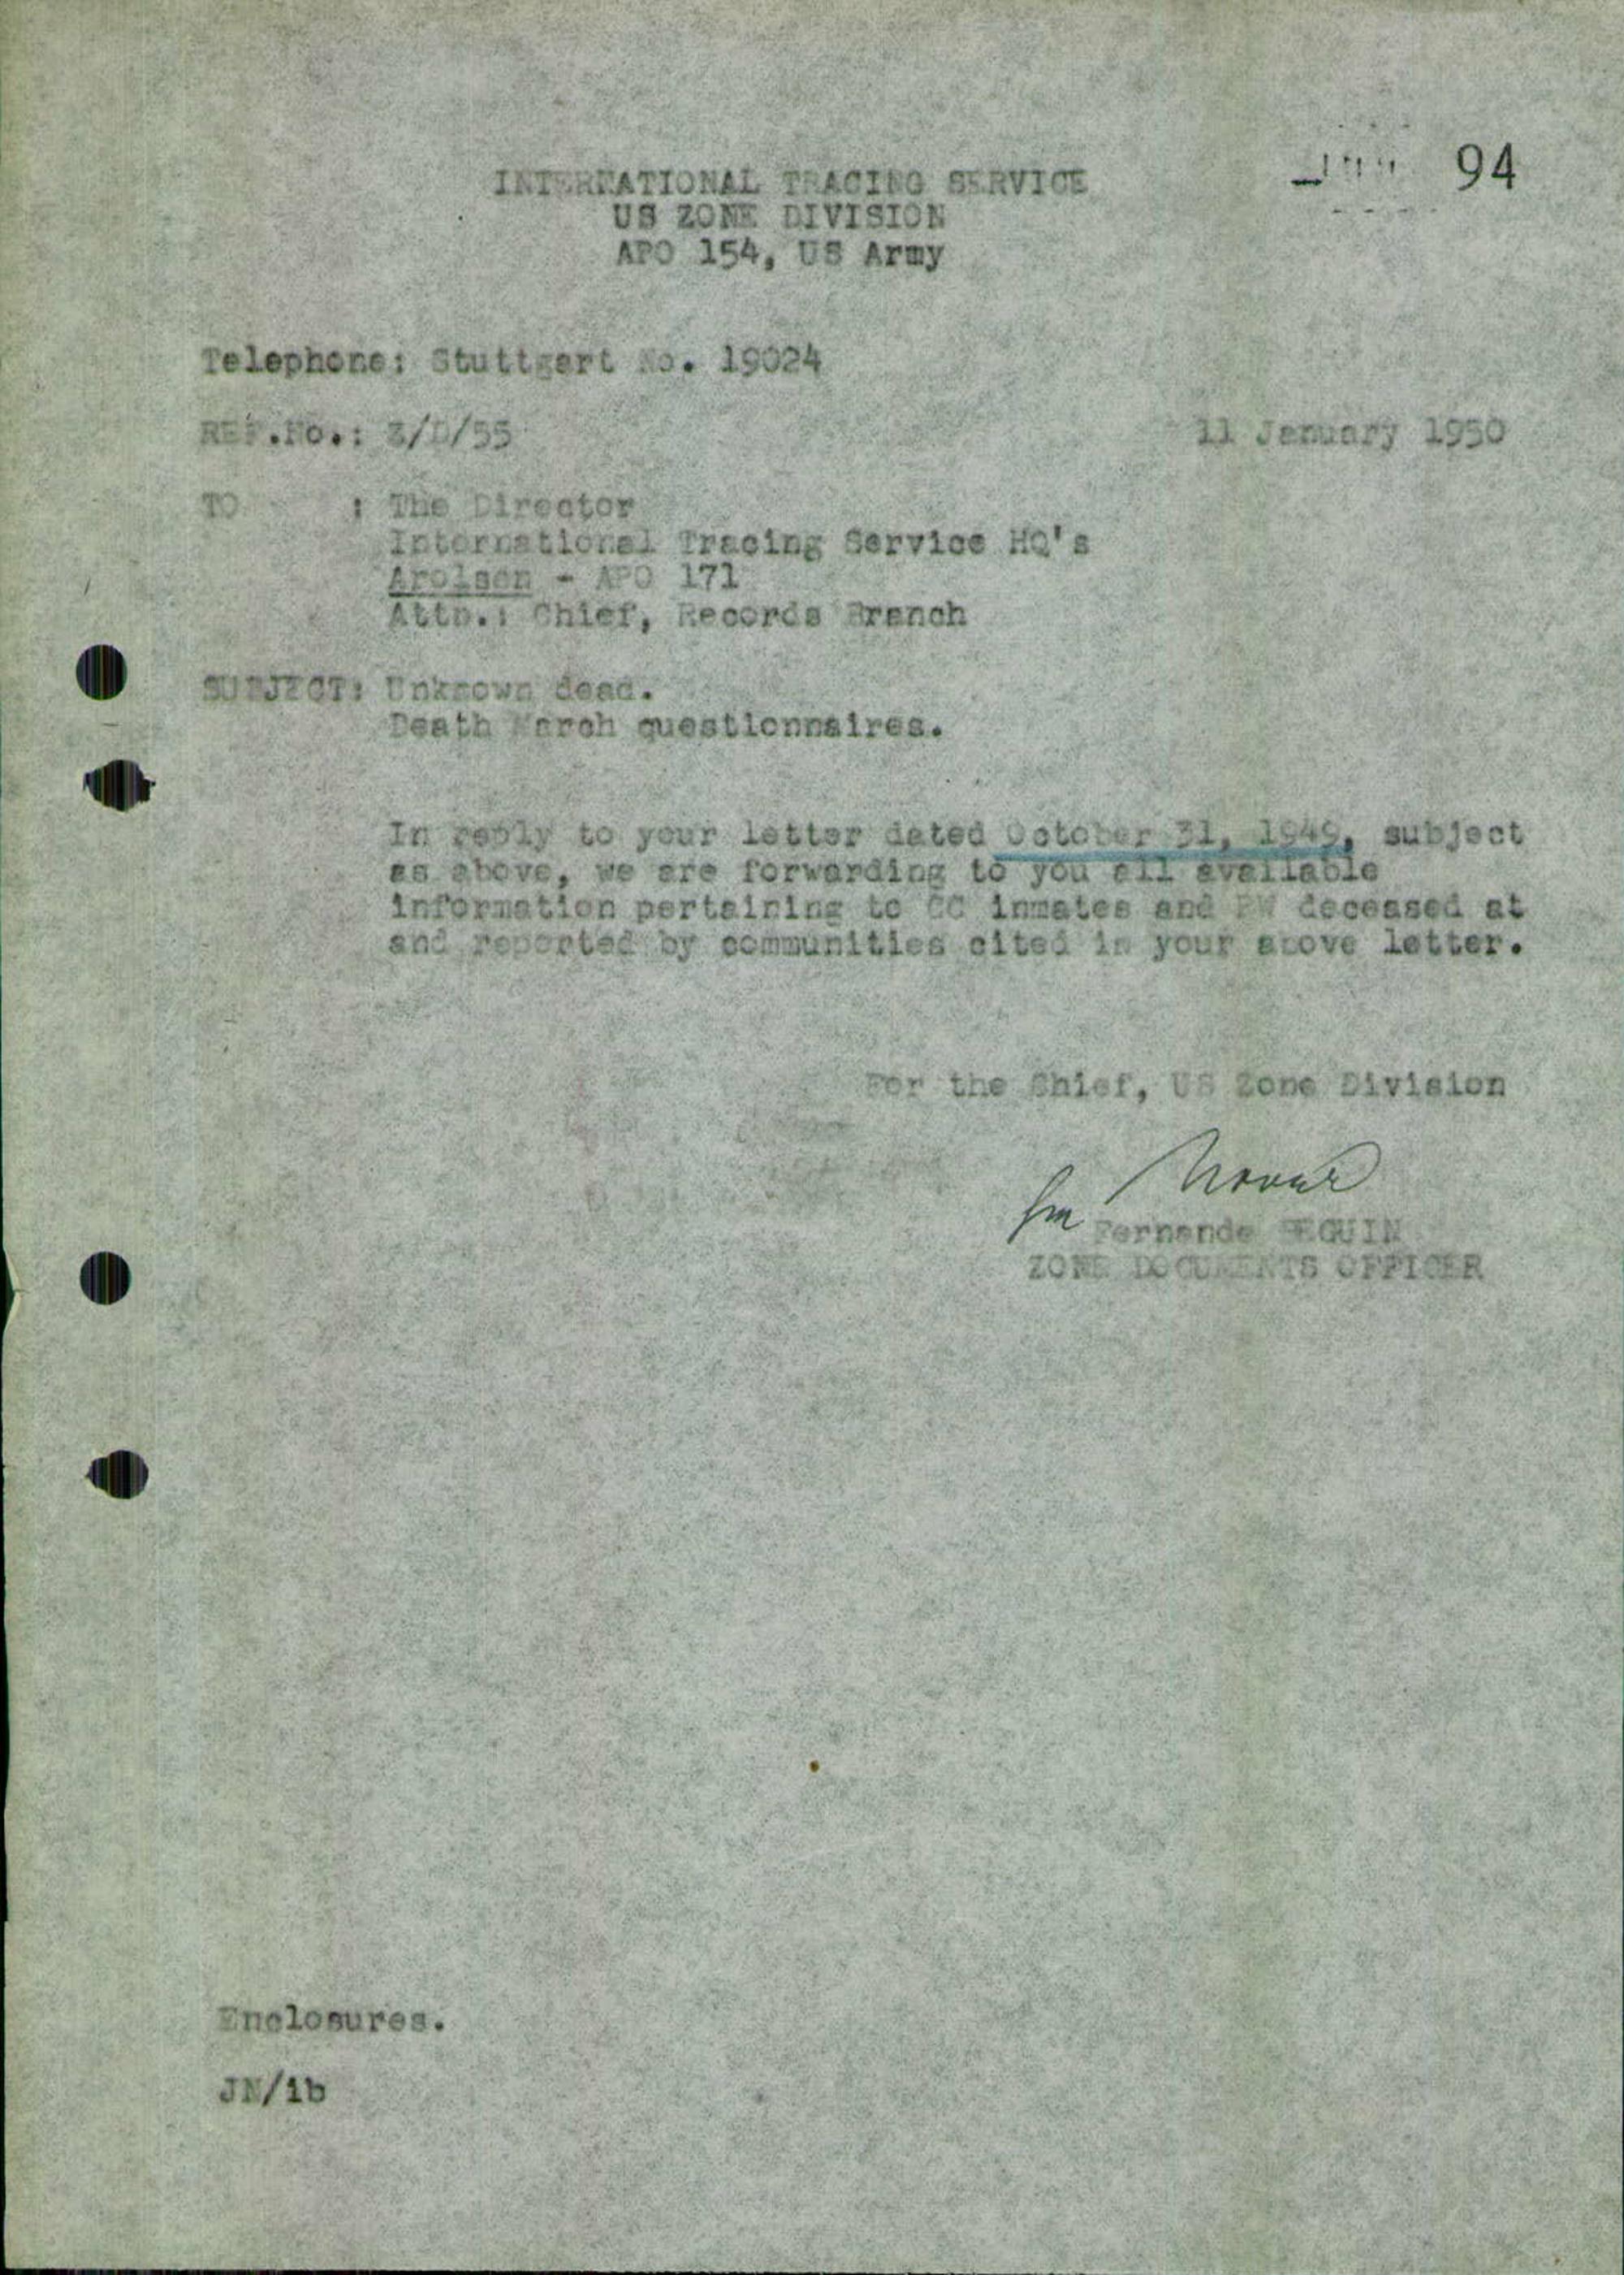 94
INTERNATIONAL TRACING SERVICE
US ZONE DIVISION
APO 154, US Army
Telephone: Stuttgart No. 19024
REF.No.: Z/D/55
11 January 1950
TO : The Director
International Tracing Service HQ's
Arolsen - APO 171
Attn.: Chief, Records Branch
SUBJECT: Unknown dead.
Death March questionnaires.
In reply to your letter dated October 31, 1949, subject
as above, we are forwarding to you all available
information pertaining to CC inmates and PW deceased at
and reported by communities cited in your above letter.
For the Chief, US Zone Division
Fernande
ZONE DOCUMENTS OFFICER
Enclosures.
JN/ib